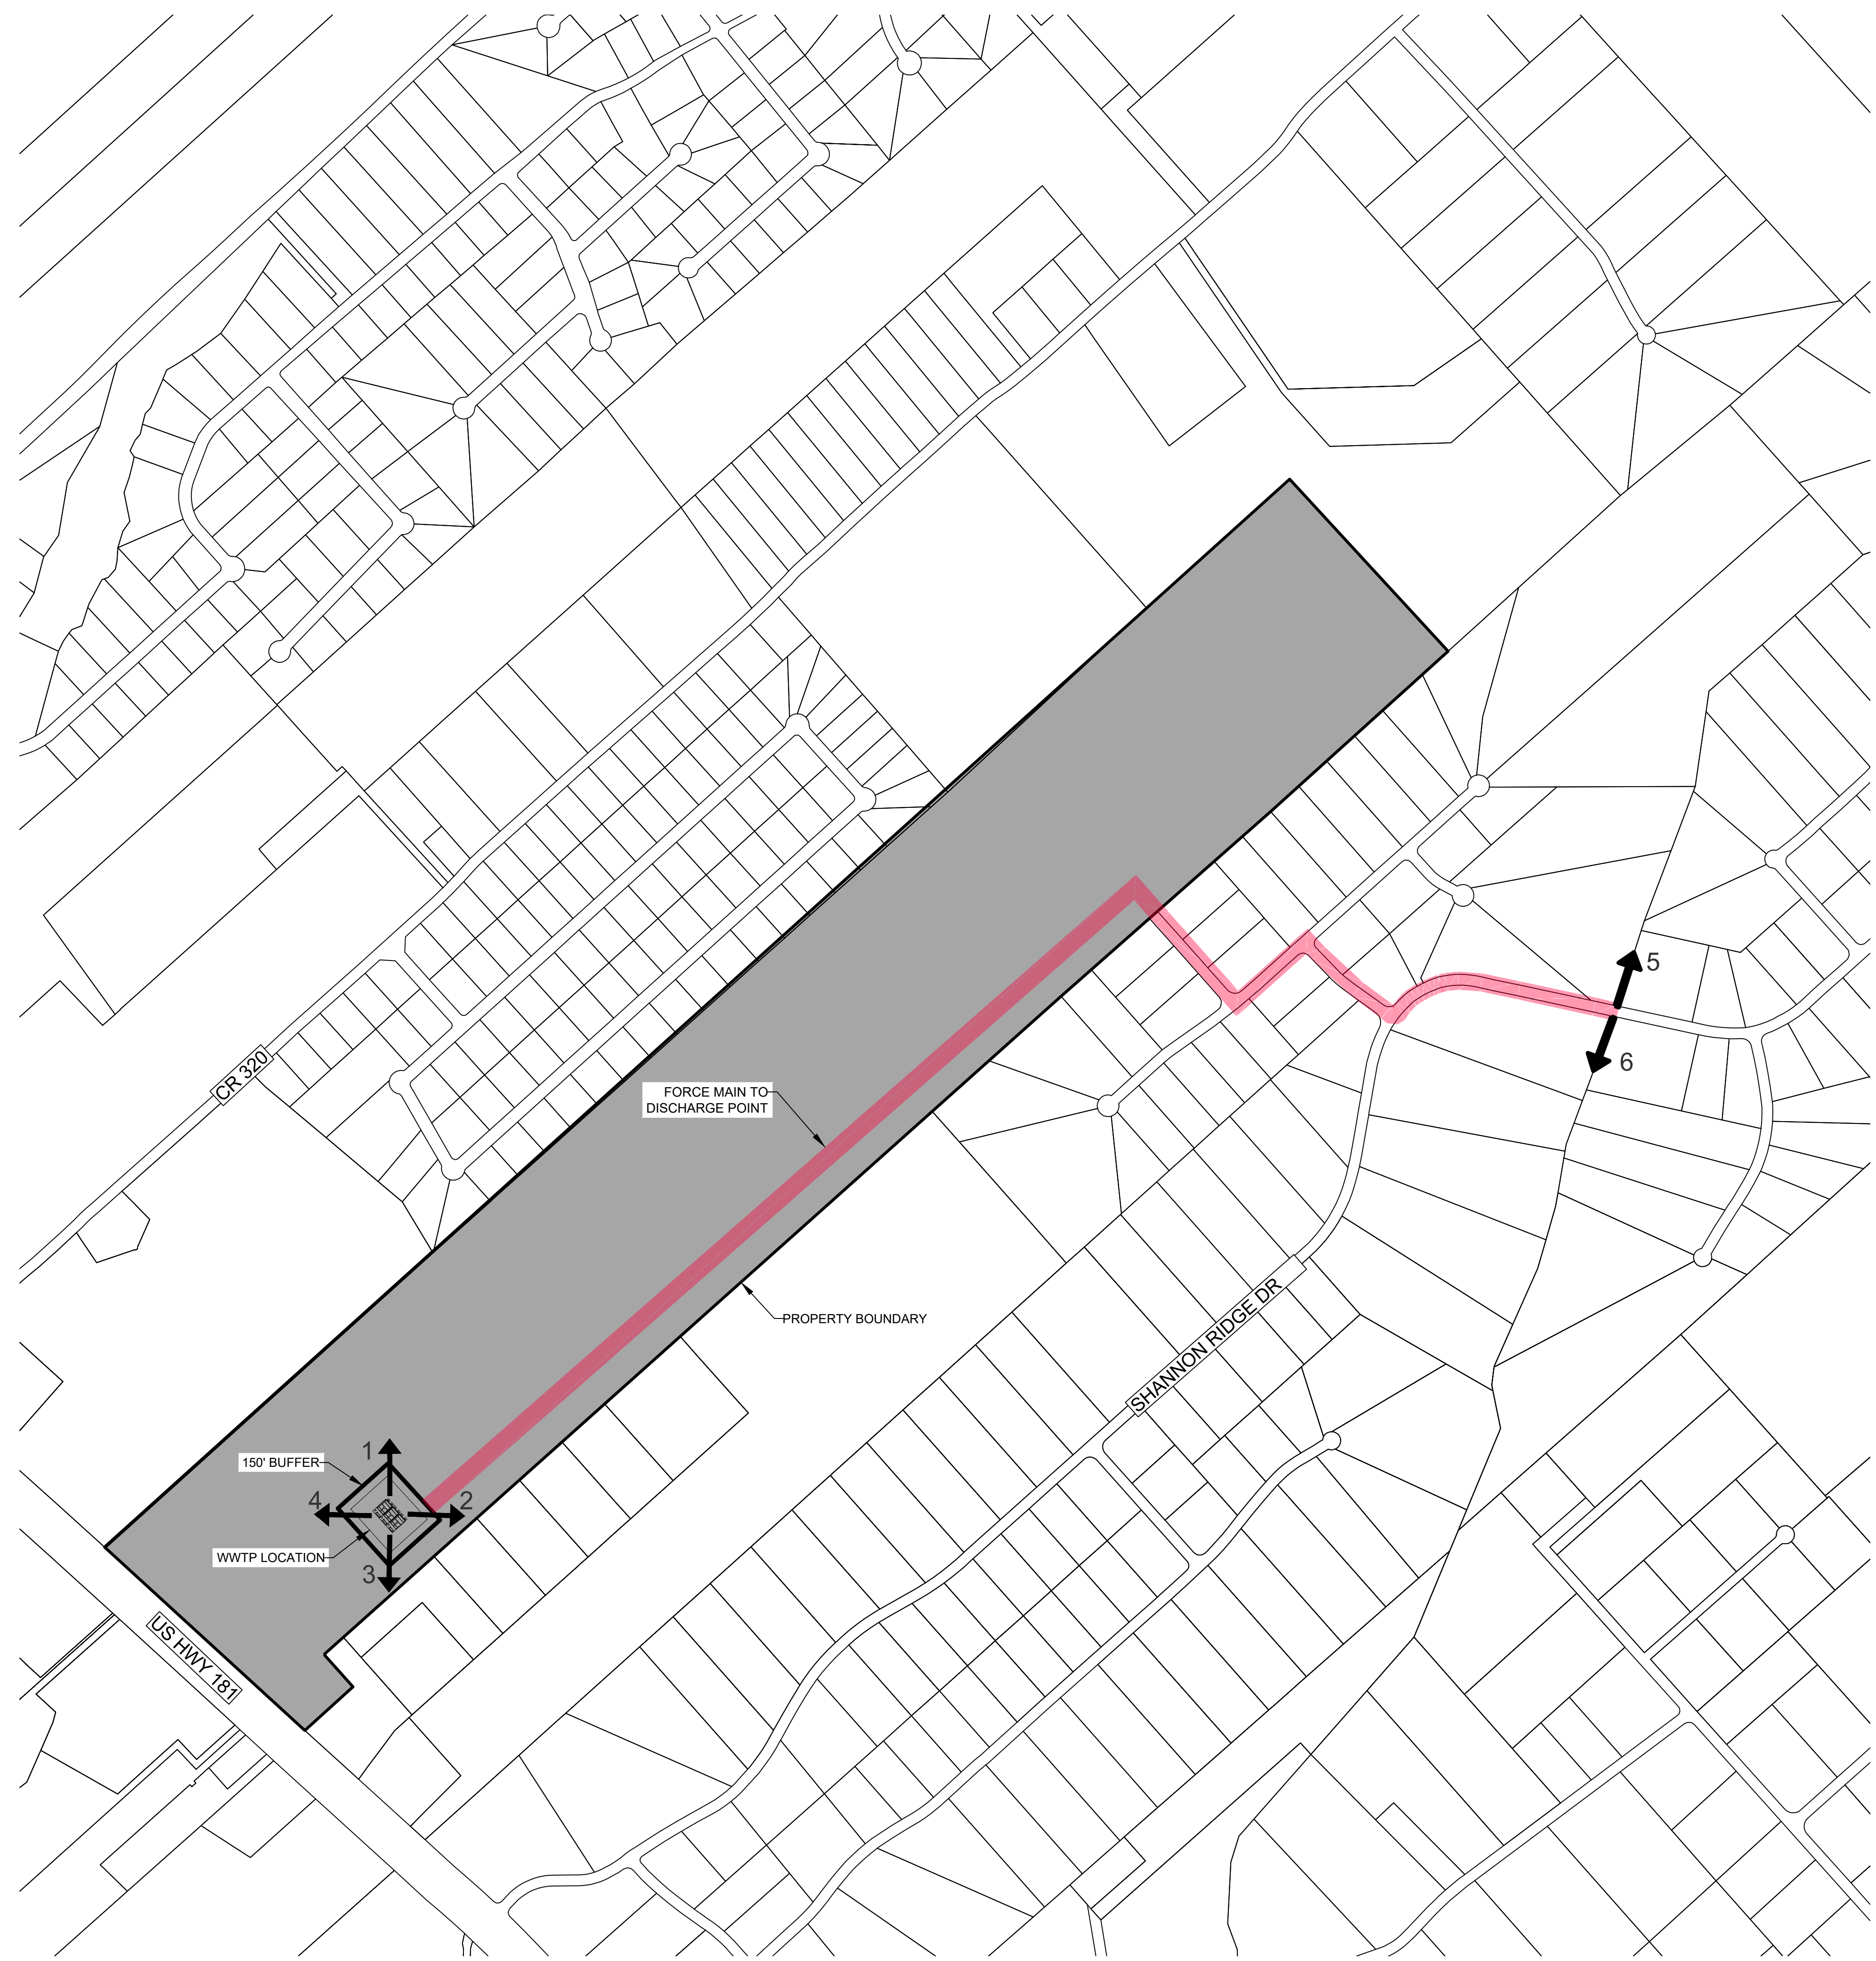 5
CR 320
6
FORCE MAIN TO
DISCHARGE POINT
PROPERTY BOUNDARY
SHANNON RIDGE DR
1
150' BUFFER
4
2
WWTP LOCATION
3
US HWY 181